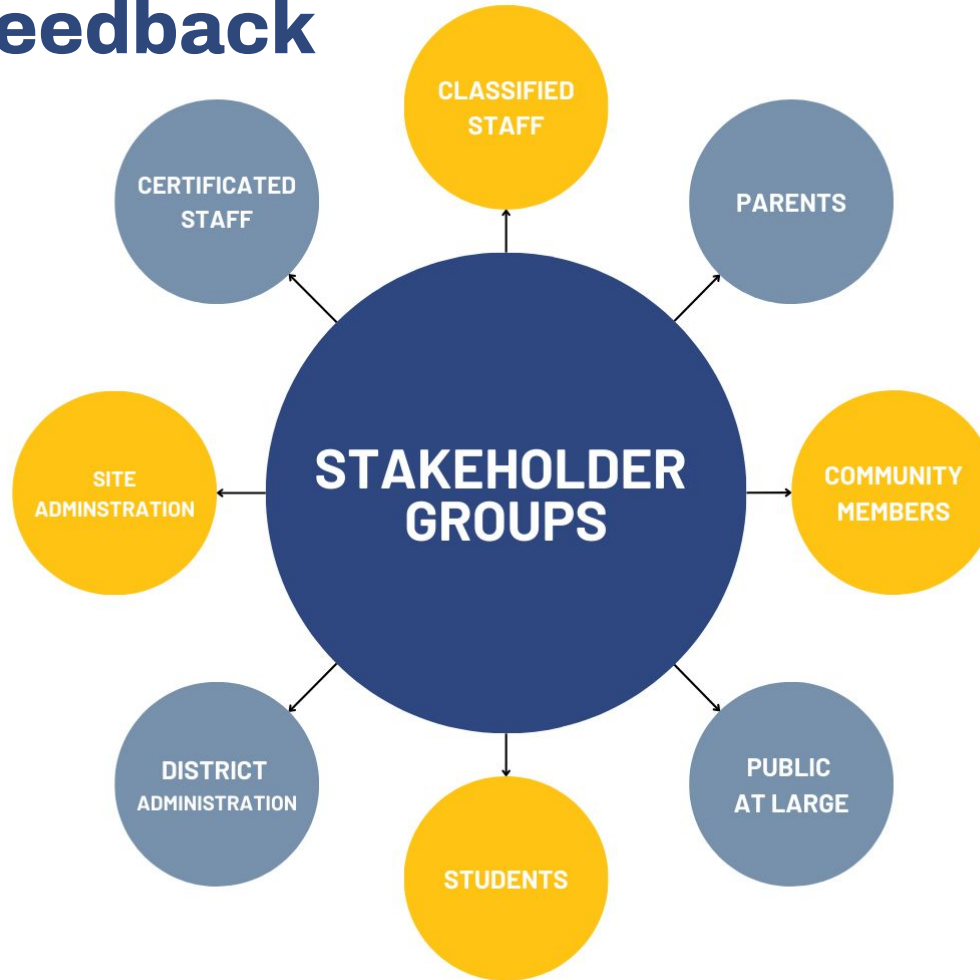 eedback
CLASSIFIED
STAFF
CERTIFICATED
STAFF
PARENTS
SITE
ADMINSTRATION
STAKEHOLDER
GROUPS
COMMUNITY
MEMBERS
DISTRICT
ADMINISTRATION
PUBLIC
AT LARGE
STUDENTS